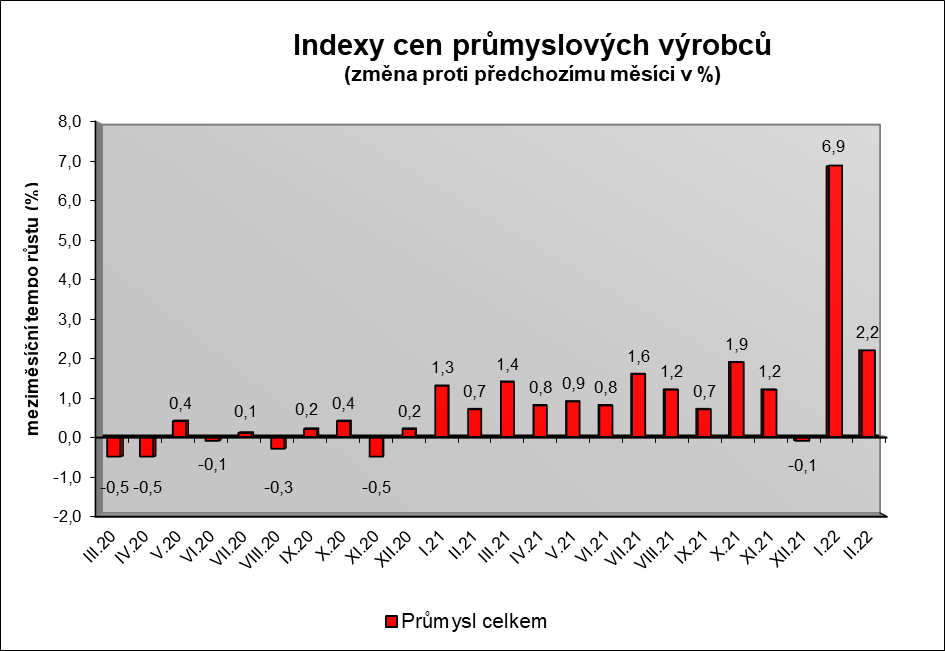 Indexy cen průmyslových výrobců
(změna proti předchozímu měsíci v %)
meziměsíční tempo růstu (%)
8,0
7,0
6,0
5,0
4,0
3,0
2,0
1,0
0,0
-1,0
-2,0
-0,5
-0,5
0,4
-0,1
0,1
-0,3
0,2
0,4
-0,5
0,2
1,3
0,7
1,4
0,8
0,9
0,8
1,6
1,2
0,7
1,9
1,2
-0,1
6,9
2,2
III.20
IV.20
V.20
VI.20
VII.20
VIII.20
IX.20
X.20
XI.20
XII.20
I.21
II.21
III.21
IV.21
V.21
VI.21
VII.21
VIII.21
IX.21
X.21
XI.21
XII.21
I.22
II.22
Průmysl celkem